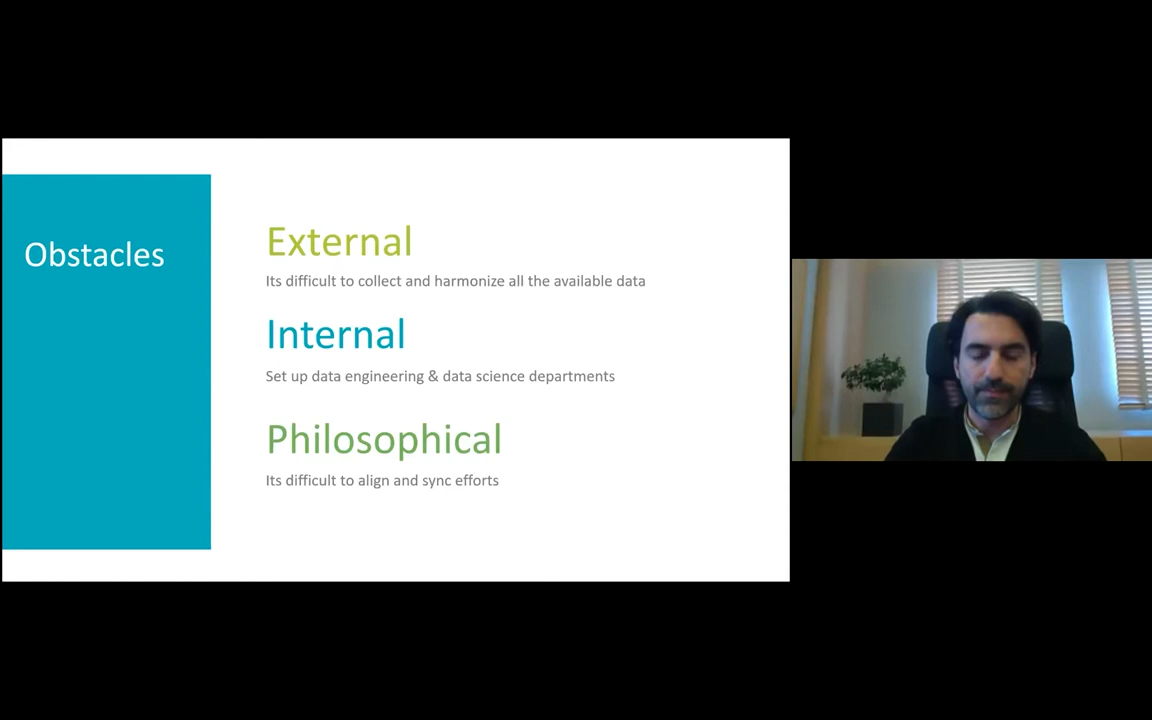 Obstacles
External
Its difficult to collect and harmonize all the available data
Internal
Set up data engineering & data science departments
Philosophical
Its difficult to align and sync efforts